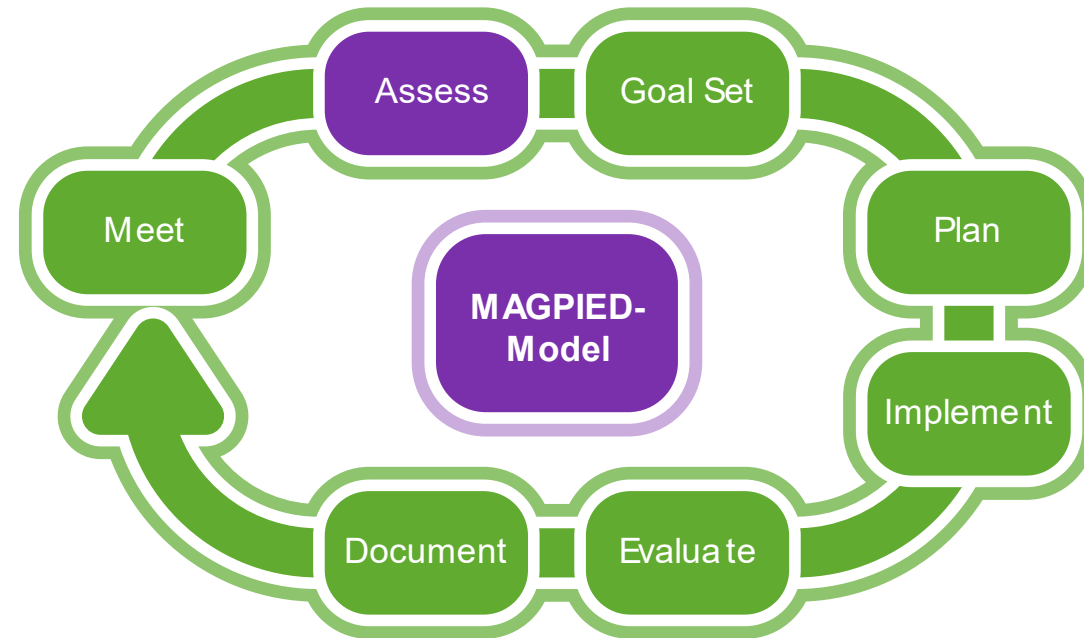 Assess
Goal Set
Meet
Plan
MAGPIED-
Model
Implement
Document
Evaluate